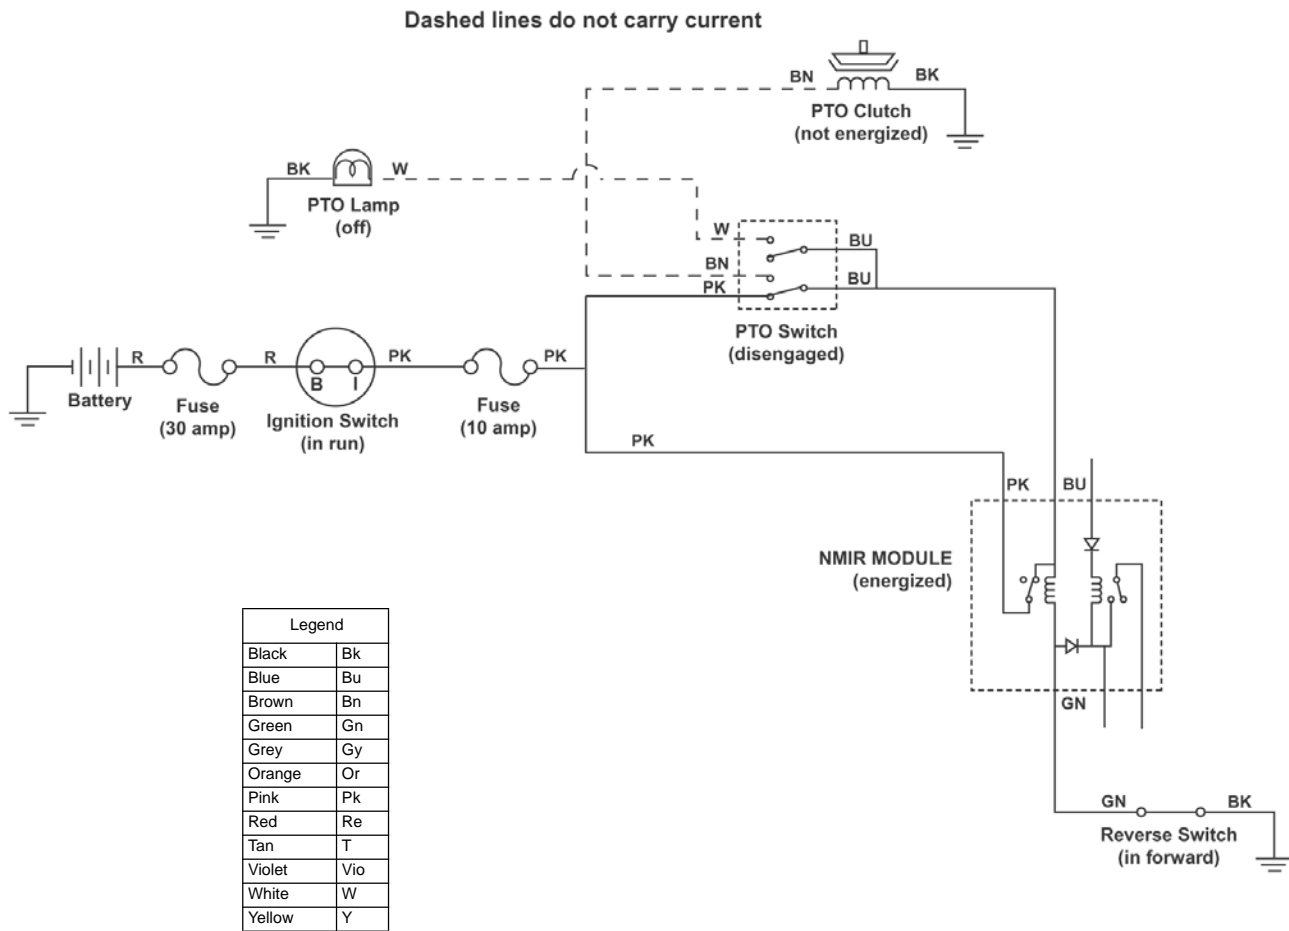 Dashed lines do not carry current
BN
BK
PTO Clutch
(not energized)
BK
W
PTO Lamp
(off)
W
BU
BN
BU
PK
PTO Switch
(disengaged)
R
R
PK
PK
B
I
Battery
Fuse
(30 amp)
Ignition Switch
(in run)
Fuse
(10 amp)
PK
PK
BU
NMIR MODULE
(energized)
GN
GN
BK
Reverse Switch
(in forward)
Legend
Black Bk
Blue Bu
Brown Bn
Green Gn
Grey Gy
Orange Or
Pink Pk
Red Re
Tan T
Violet Vio
White W
Yellow Y